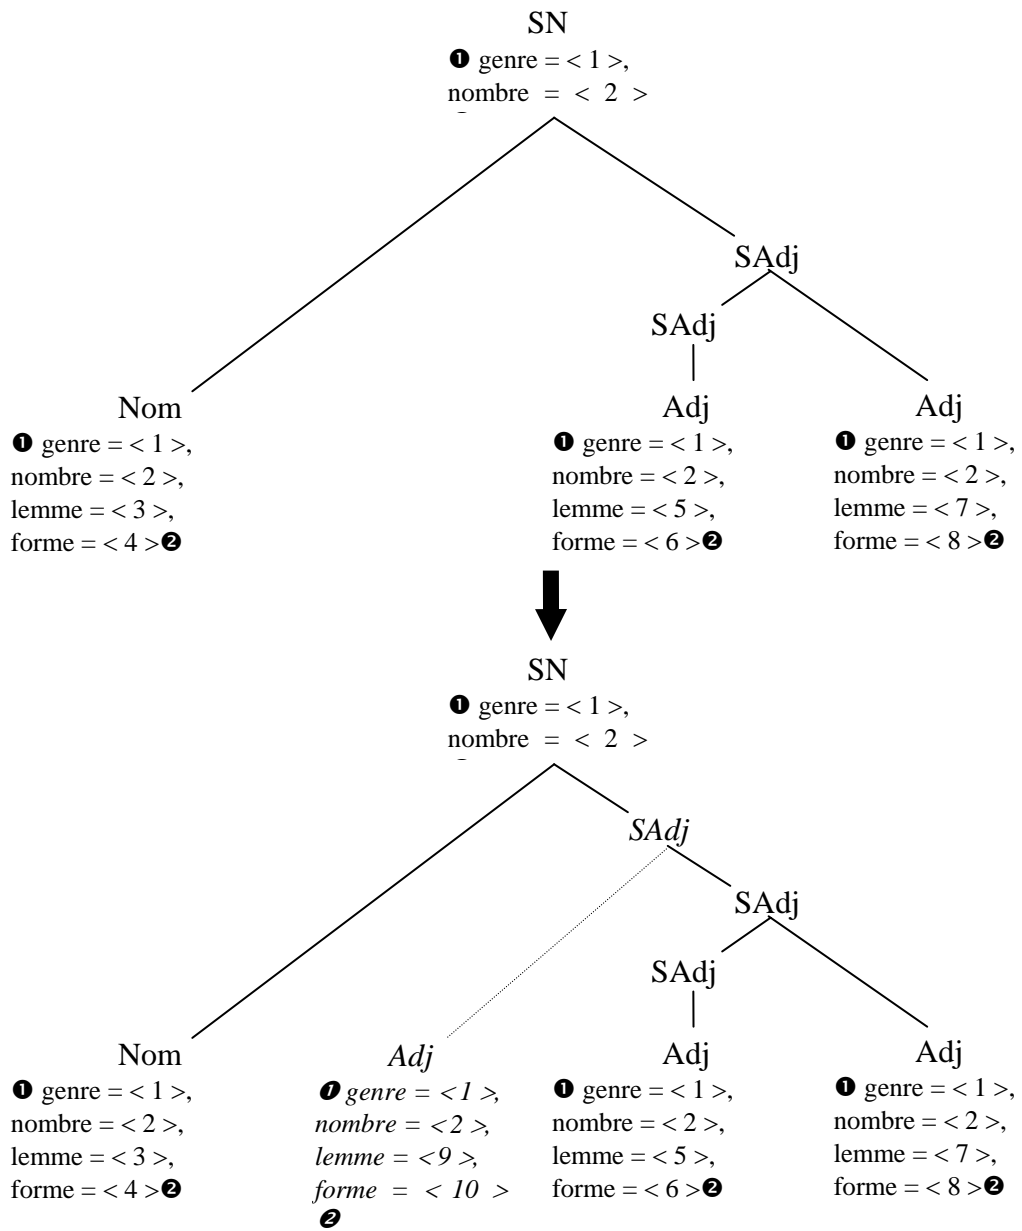 SN
❶ genre = < 1 >,
nombre = < 2 >
SAdj
SAdj
Nom
❶ genre = < 1 >,
nombre = < 2 >,
lemme = < 3 >,
forme = < 4 >❷
Adj
❶ genre = < 1 >,
nombre = < 2 >,
lemme = < 5 >,
forme = < 6 >❷
Adj
❶ genre = < 1 >,
nombre = < 2 >,
lemme = < 7 >,
forme = < 8 >❷
SN
❶ genre = < 1 >,
nombre = < 2 >
SAdj
SAdj
SAdj
Nom
❶ genre = < 1 >,
nombre = < 2 >,
lemme = < 3 >,
forme = < 4 >❷
Adj
❶ genre = <1 >,
nombre = <2 >,
lemme = <9 >,
forme = < 10 >
❷
Adj
❶ genre = < 1 >,
nombre = < 2 >,
lemme = < 5 >,
forme = < 6 >❷
Adj
❶ genre = < 1 >,
nombre = < 2 >,
lemme = < 7 >,
forme = < 8 >❷